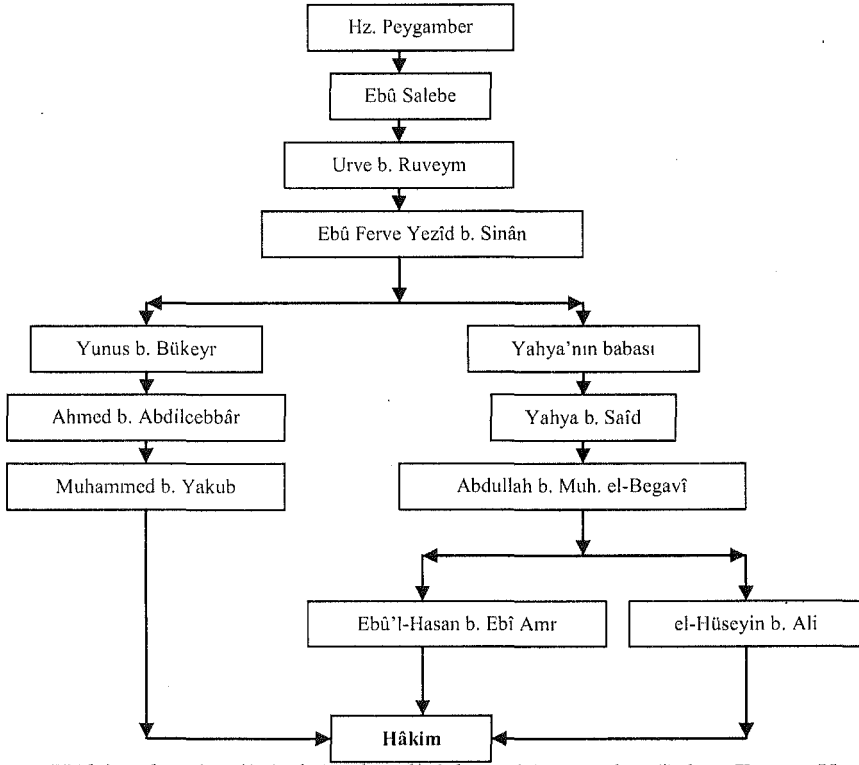 Hz. Peygamber
Ebû Salebe
Urve b. Ruveym
Ebû Ferve Yezîd b. Sinân
Yunus b. Bükeyr
Yahya’nın babası
Ahmed b. Abdilcebbâr
Yahya b. Saîd
Muhammed b. Yakub
Abdullah b. Muh. el-Begavî
Ebû’l-Hasan b. Ebî Amr
el-Hüseyin b. Ali
Hâkim